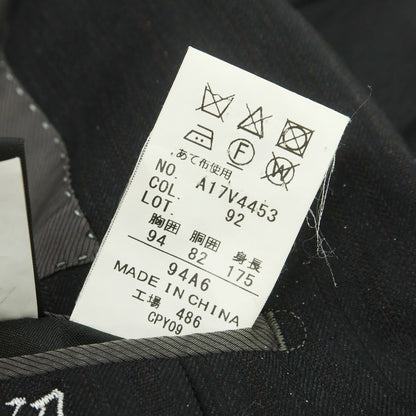 F
W
あて布使用
NO. A17V4453
COL. 92
LOT.
胸囲 胴囲 身長
94 82 175
94A6
MADE IN CHINA
工場 486
CPY09